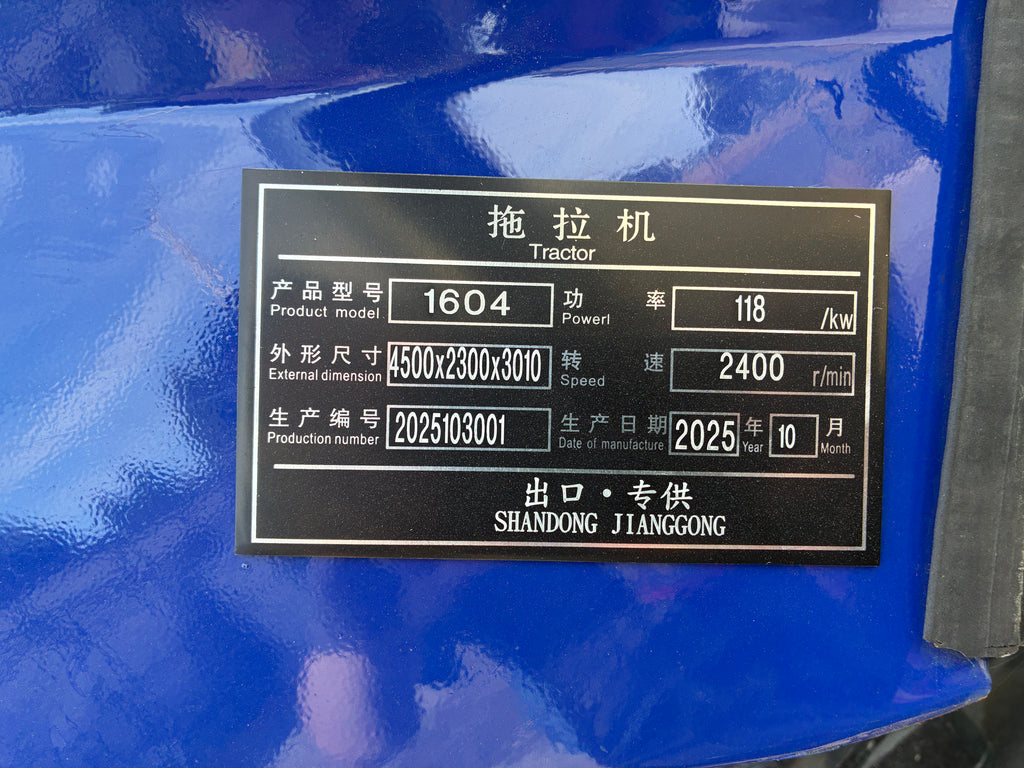 拖拉机
Tractor
产品型号 1604 功率 118 /kw
Product model Powerl
外形尺寸 4500x2300x3010 转速 2400 r/min
External dimension Speed
生产编号 2025103001 生产日期 2025 年 10 月
Production number Date of manufacture Year Month
出口·专供
SHANDONG JIANGGONG